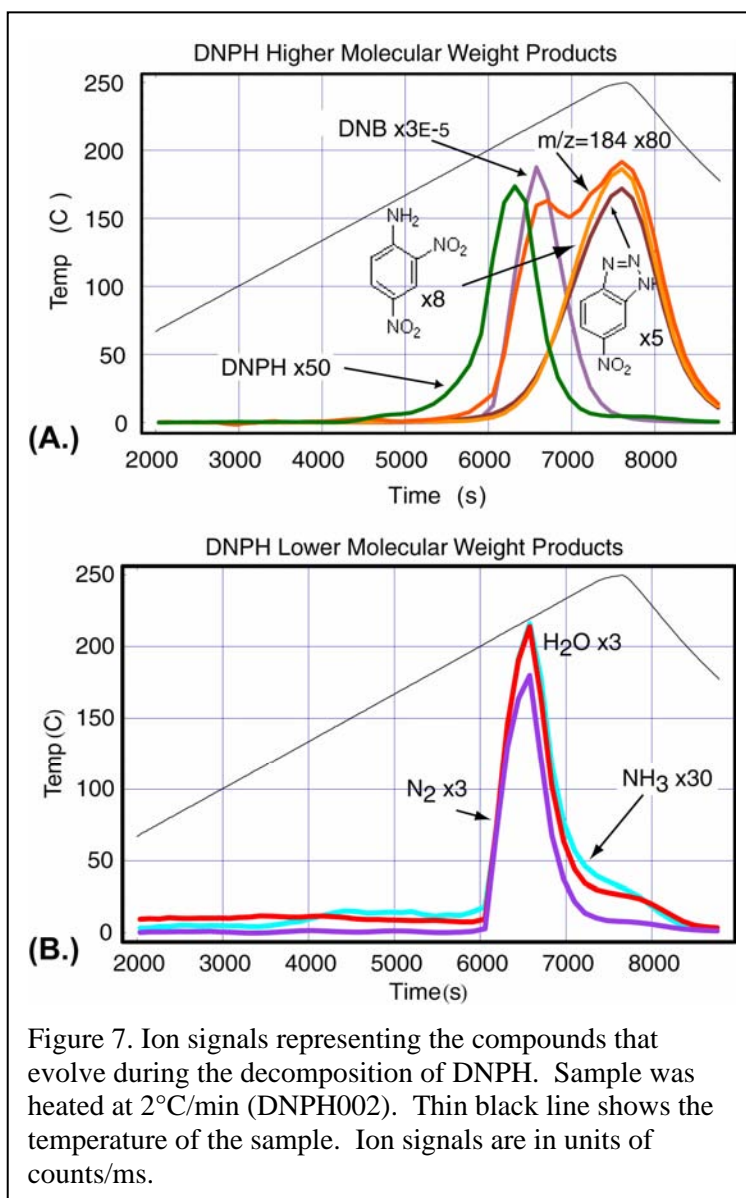 DNPH Higher Molecular Weight Products
250
200
150
100
50
0
Temp (C)
DNB x3E-5
m/z=184 x80
NH2
NO2
NO2
x8
N=N
NH
NO2
x5
DNPH x50
(A.)
2000 3000 4000 5000 6000 7000 8000
Time (s)
DNPH Lower Molecular Weight Products
250
200
150
100
50
0
Temp (C)
H2O x3
N2 x3
NH3 x30
(B.)
2000 3000 4000 5000 6000 7000 8000
Time(s)
Figure 7. Ion signals representing the compounds that
evolve during the decomposition of DNPH. Sample was
heated at 2°C/min (DNPH002). Thin black line shows the
temperature of the sample. Ion signals are in units of
counts/ms.